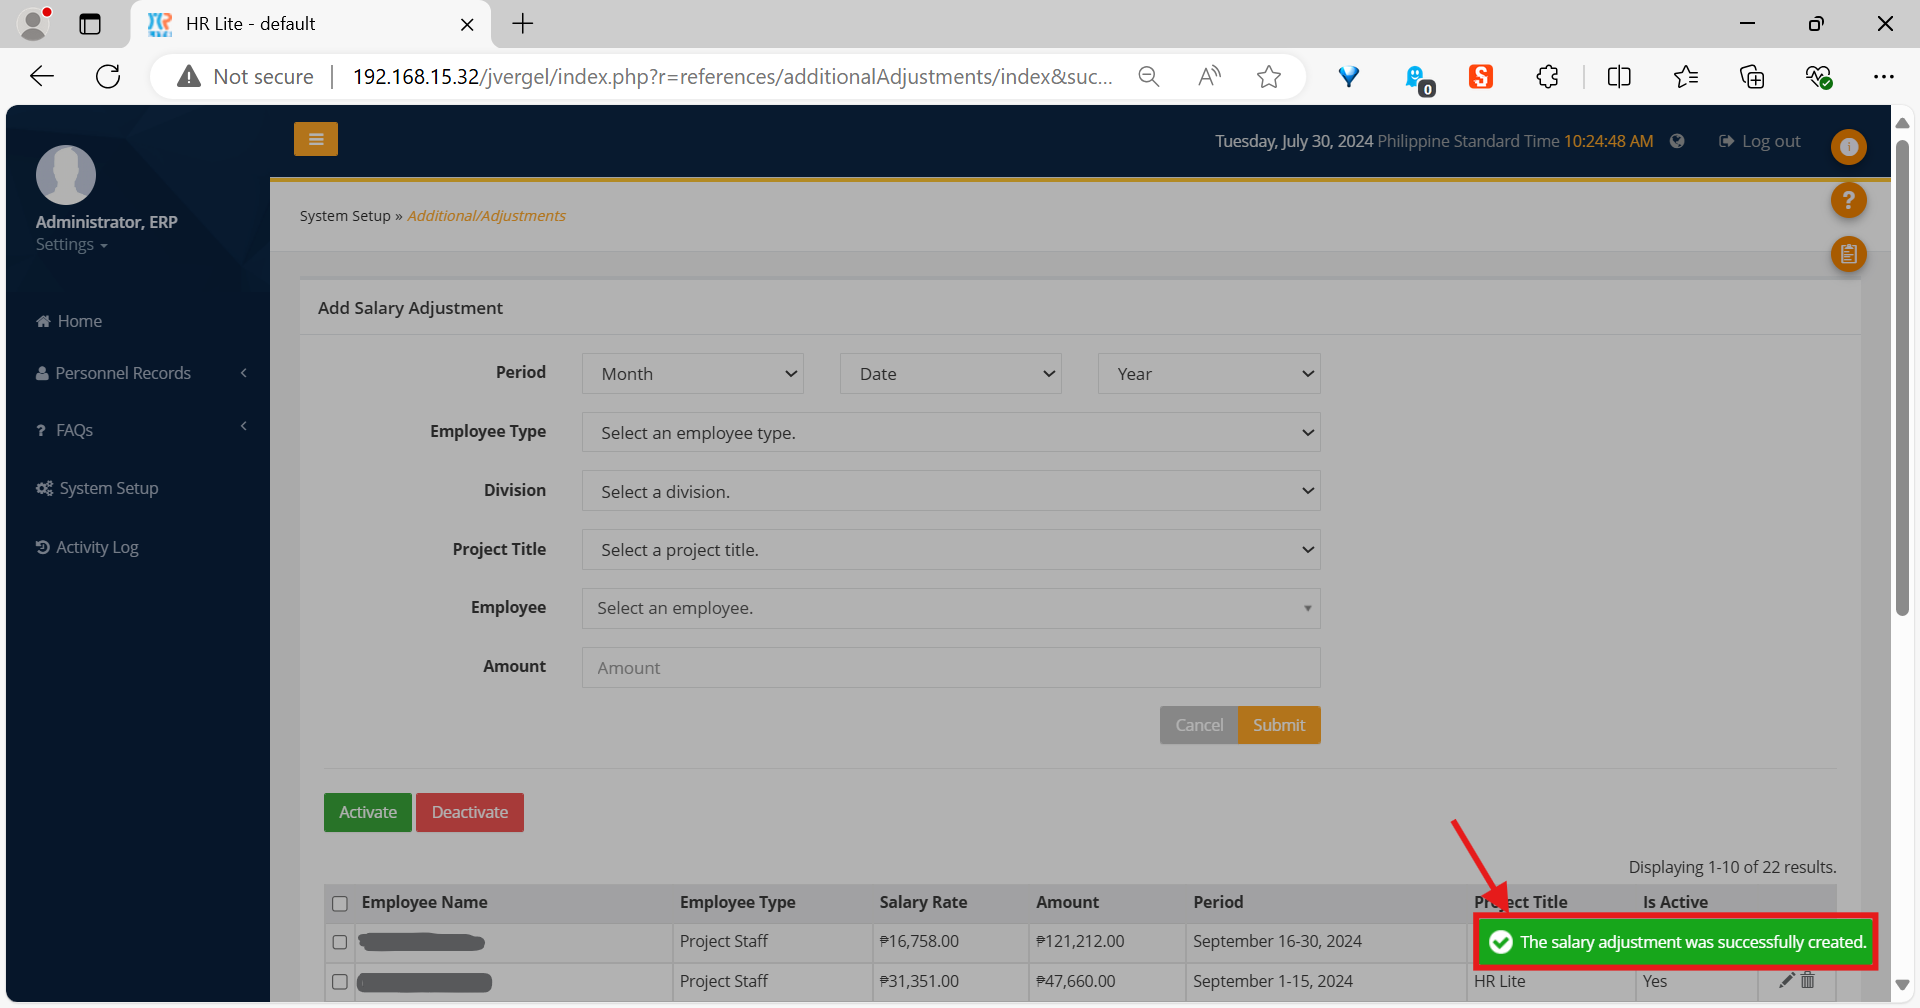 HR Lite - default
Not secure
192.168.15.32/jvergel/index.php?r=references/additionalAdjustments/index&suc...
0
Tuesday, July 30, 2024 Philippine Standard Time 10:24:48 AM
Log out
Administrator, ERP
Settings
Home
Personnel Records
FAQs
System Setup
Activity Log
System Setup » Additional/Adjustments
Add Salary Adjustment
Period Month Date Year
Employee Type Select an employee type.
Division Select a division.
Project Title Select a project title.
Employee Select an employee.
Amount Amount
Cancel Submit
Activate Deactivate
Displaying 1-10 of 22 results.
Employee Name Employee Type Salary Rate Amount Period Project Title Is Active
Project Staff ₱16,758.00 ₱121,212.00 September 16-30, 2024
The salary adjustment was successfully created.
Project Staff ₱31,351.00 ₱47,660.00 September 1-15, 2024 HR Lite Yes